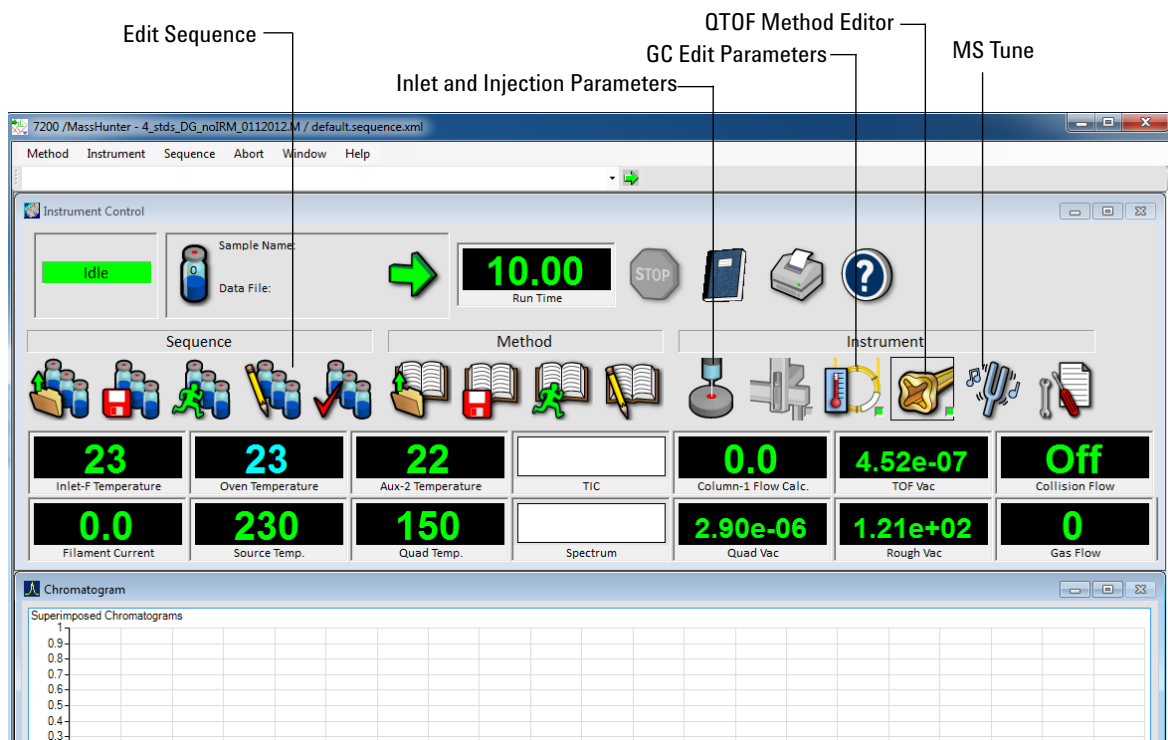 QTOF Method Editor
Edit Sequence
GC Edit Parameters
MS Tune
Inlet and Injection Parameters
7200 /MassHunter - 4_stds_DG_noIRM_0112012.M / default.sequence.xml
Method Instrument Sequence Abort Window Help
Instrument Control
Sample Name:
Idle
0
Data File:
10.00
Run Time
STOP
?
Sequence Method Instrument
23 23 22 0.0 4.52e-07 Off
Inlet-F Temperature Oven Temperature Aux-2 Temperature TIC Column-1 Flow Calc. TOF Vac Collision Flow
0.0 230 150 2.90e-06 1.21e+02 0
Filament Current Source Temp. Quad Temp. Spectrum Quad Vac Rough Vac Gas Flow
Chromatogram
Superimposed Chromatograms
1
0.9
0.8
0.7
0.6
0.5
0.4
0.3